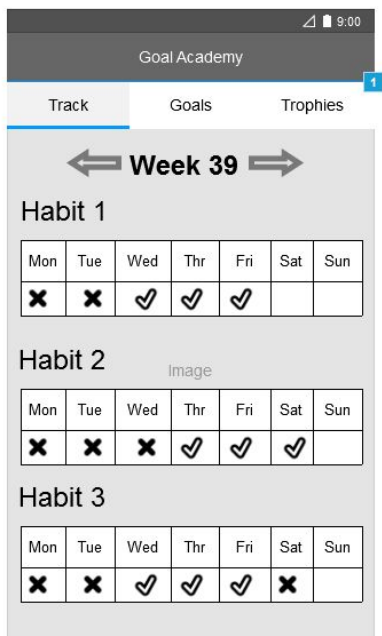 9:00
Goal Academy
1
Track Goals Trophies
Week 39
Habit 1
Mon Tue Wed Thr Fri Sat Sun
Habit 2
Image
Mon Tue Wed Thr Fri Sat Sun
Habit 3
Mon Tue Wed Thr Fri Sat Sun